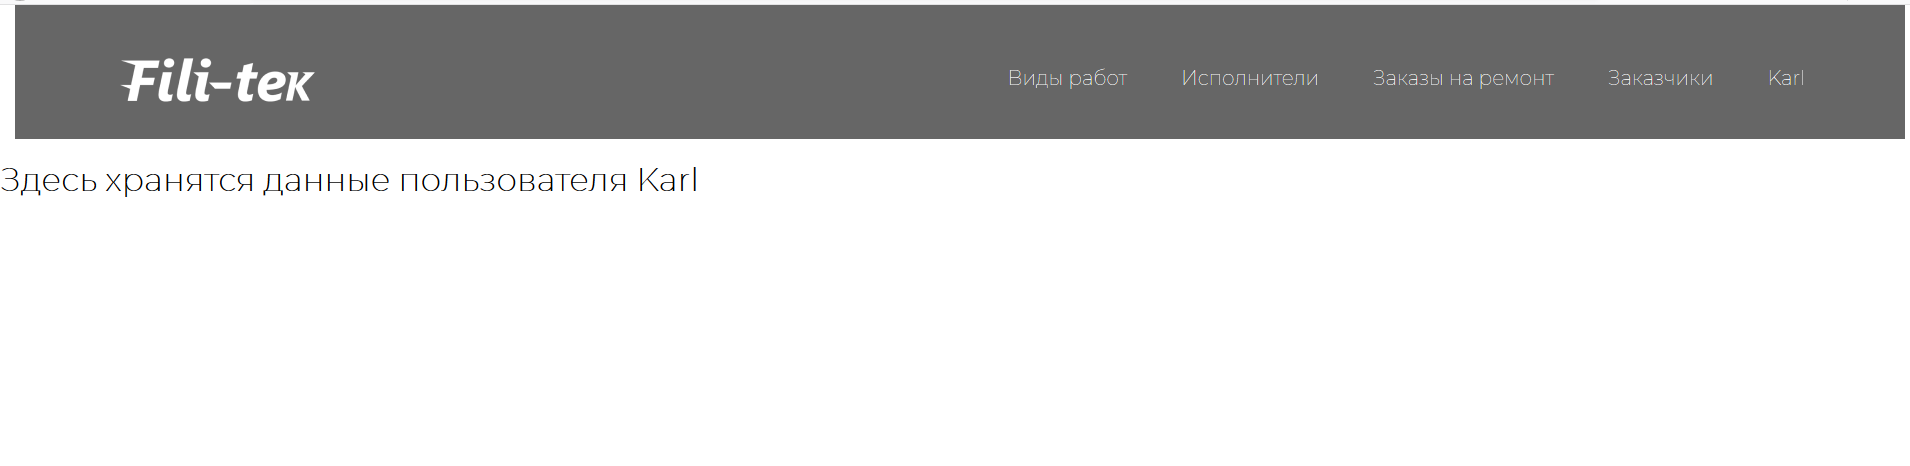 Fili-тек
Виды работ Исполнители Заказы на ремонт Заказчики Karl
Здесь хранятся данные пользователя Karl